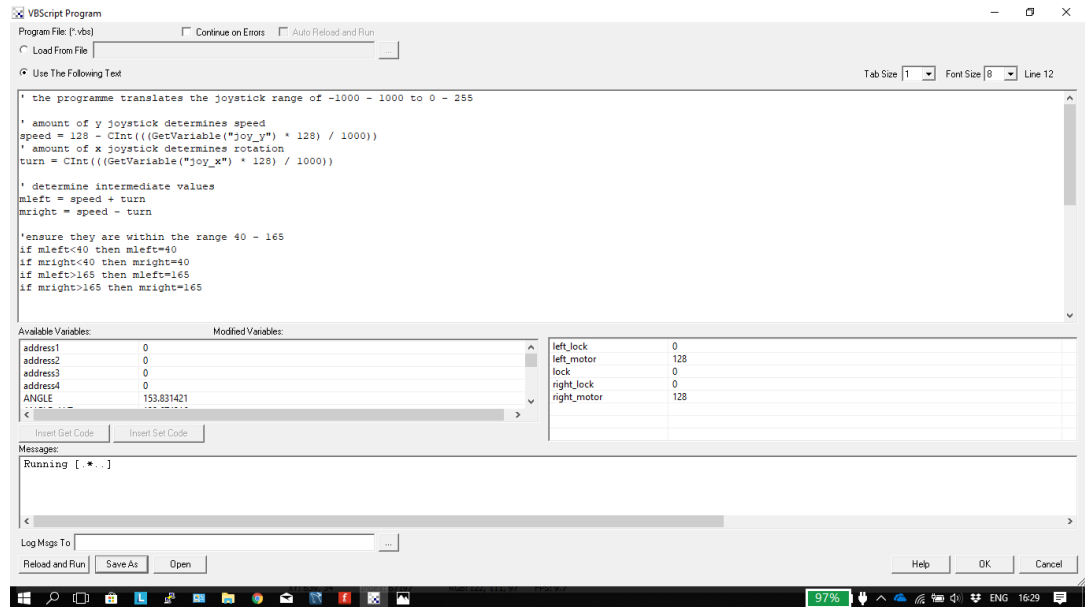 VBScript Program
Program File: (*.vbs) Continue on Errors Auto Reload and Run
Load From File ...
Use The Following Text Tab Size 1 Font Size 8 Line 12
' the programme translates the joystick range of -1000 - 1000 to 0 - 255
' amount of y joystick determines speed
speed = 128 - CInt(((GetVariable("joy_y") * 128) / 1000))
' amount of x joystick determines rotation
turn = CInt(((GetVariable("joy_x") * 128) / 1000))
' determine intermediate values
mleft = speed + turn
mright = speed - turn
'ensure they are within the range 40 - 165
if mleft<40 then mleft=40
if mright<40 then mright=40
if mleft>165 then mleft=165
if mright>165 then mright=165
Available Variables: Modified Variables:
address1 0
address2 0
address3 0
address4 0
ANGLE 153.831421
left_lock 0
left_motor 128
lock 0
right_lock 0
right_motor 128
Insert Get Code Insert Set Code
Messages:
Running [.*..]
Log Msgs To ...
Reload and Run Save As Open Help OK Cancel
97% ENG 16:29